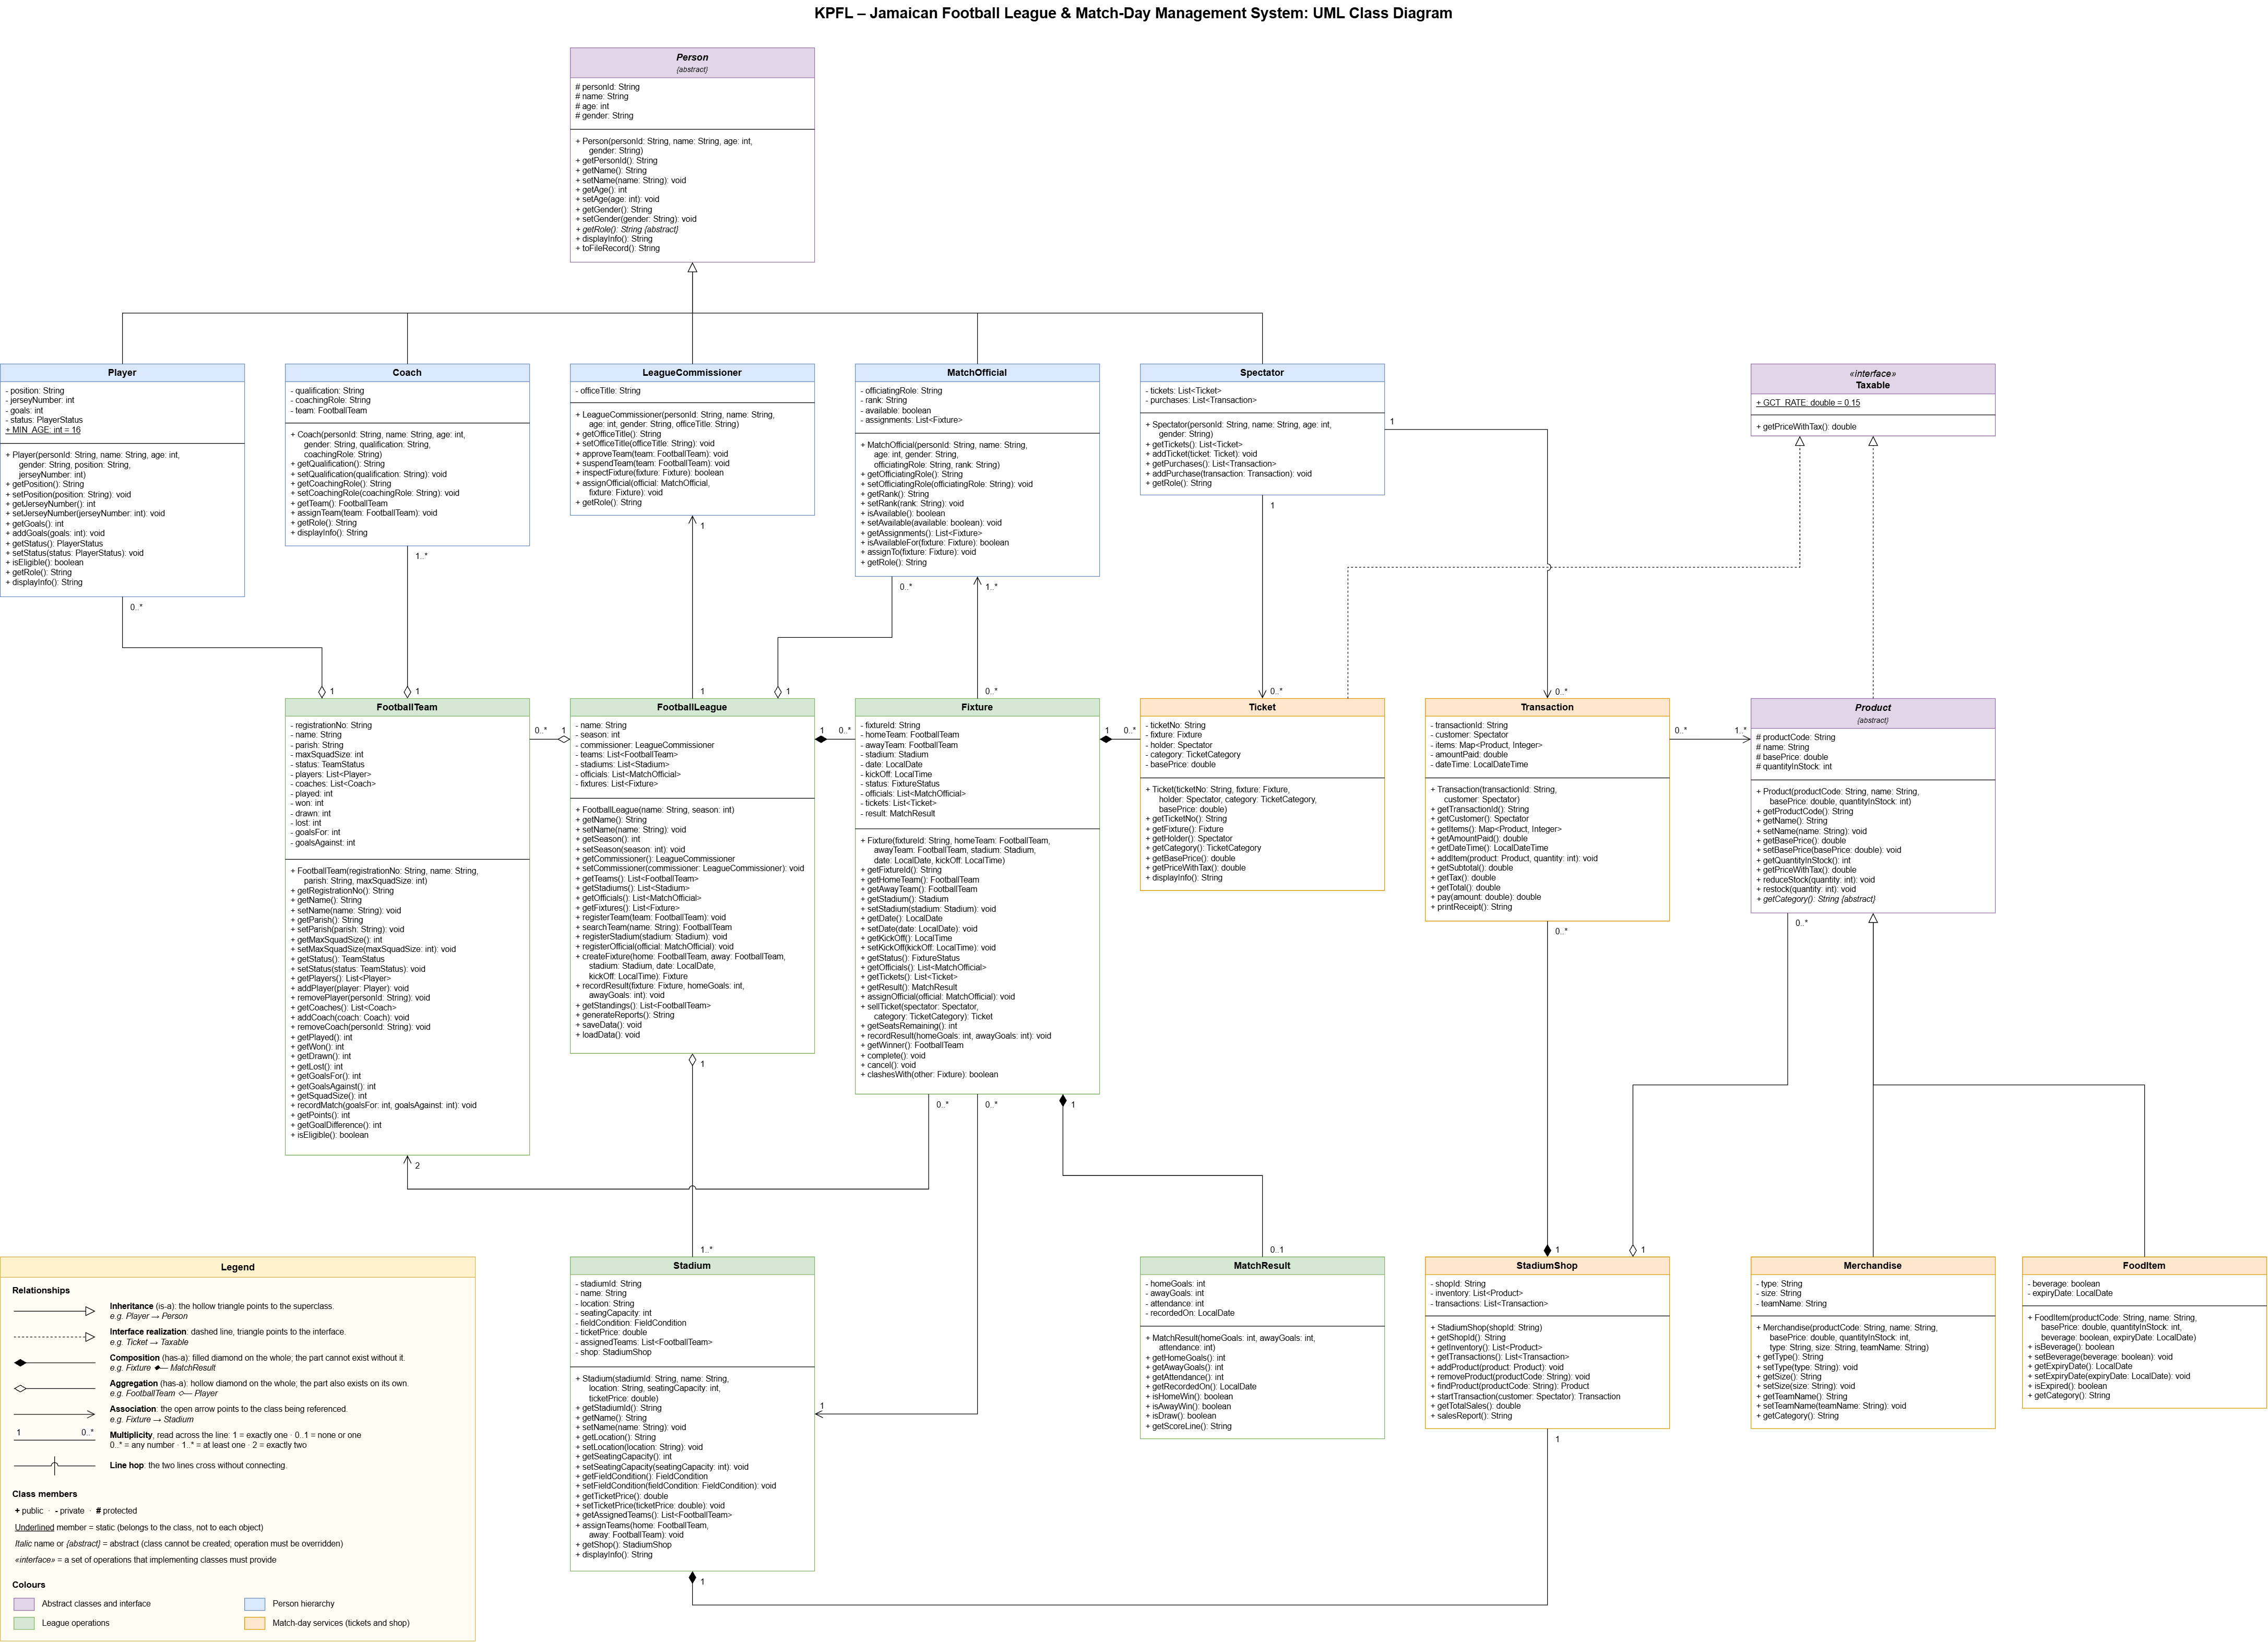 KPFL – Jamaican Football League & Match-Day Management System: UML Class Diagram
Person
{abstract}
# personId: String
# name: String
# age: int
# gender: String
+ Person(personId: String, name: String, age: int,
gender: String)
+ getPersonId(): String
+ getName(): String
+ setName(name: String): void
+ getAge(): int
+ setAge(age: int): void
+ getGender(): String
+ setGender(gender: String): void
+ getRole(): String {abstract}
+ displayInfo(): String
+ toFileRecord(): String
Player
- position: String
- jerseyNumber: int
- goals: int
- status: PlayerStatus
+ MIN_AGE: int = 16
+ Player(personId: String, name: String, age: int,
gender: String, position: String,
jerseyNumber: int)
+ getPosition(): String
+ setPosition(position: String): void
+ getJerseyNumber(): int
+ setJerseyNumber(jerseyNumber: int): void
+ getGoals(): int
+ addGoals(goals: int): void
+ getStatus(): PlayerStatus
+ setStatus(status: PlayerStatus): void
+ isEligible(): boolean
+ getRole(): String
+ displayInfo(): String
0..*
Coach
- qualification: String
- coachingRole: String
- team: FootballTeam
+ Coach(personId: String, name: String, age: int,
gender: String, qualification: String,
coachingRole: String)
+ getQualification(): String
+ setQualification(qualification: String): void
+ getCoachingRole(): String
+ setCoachingRole(coachingRole: String): void
+ getTeam(): FootballTeam
+ assignTeam(team: FootballTeam): void
+ getRole(): String
+ displayInfo(): String
1..*
LeagueCommissioner
- officeTitle: String
+ LeagueCommissioner(personId: String, name: String,
age: int, gender: String, officeTitle: String)
+ getOfficeTitle(): String
+ setOfficeTitle(officeTitle: String): void
+ approveTeam(team: FootballTeam): void
+ suspendTeam(team: FootballTeam): void
+ inspectFixture(fixture: Fixture): boolean
+ assignOfficial(official: MatchOfficial,
fixture: Fixture): void
+ getRole(): String
1
MatchOfficial
- officiatingRole: String
- rank: String
- available: boolean
- assignments: List<Fixture>
+ MatchOfficial(personId: String, name: String,
age: int, gender: String,
officiatingRole: String, rank: String)
+ getOfficiatingRole(): String
+ setOfficiatingRole(officiatingRole: String): void
+ getRank(): String
+ setRank(rank: String): void
+ isAvailable(): boolean
+ setAvailable(available: boolean): void
+ getAssignments(): List<Fixture>
+ isAvailableFor(fixture: Fixture): boolean
+ assignTo(fixture: Fixture): void
+ getRole(): String
0..*
1..*
Spectator
- tickets: List<Ticket>
- purchases: List<Transaction>
+ Spectator(personId: String, name: String, age: int,
gender: String)
+ getTickets(): List<Ticket>
+ addTicket(ticket: Ticket): void
+ getPurchases(): List<Transaction>
+ addPurchase(transaction: Transaction): void
+ getRole(): String
1
1
«interface»
Taxable
+ GCT_RATE: double = 0.15
+ getPriceWithTax(): double
1
1
1
1
0..*
0..*
0..*
FootballTeam
- registrationNo: String
- name: String
- parish: String
- maxSquadSize: int
- status: TeamStatus
- players: List<Player>
- coaches: List<Coach>
- played: int
- won: int
- drawn: int
- lost: int
- goalsFor: int
- goalsAgainst: int
+ FootballTeam(registrationNo: String, name: String,
parish: String, maxSquadSize: int)
+ getRegistrationNo(): String
+ getName(): String
+ setName(name: String): void
+ getParish(): String
+ setParish(parish: String): void
+ getMaxSquadSize(): int
+ setMaxSquadSize(maxSquadSize: int): void
+ getStatus(): TeamStatus
+ setStatus(status: TeamStatus): void
+ getPlayers(): List<Player>
+ addPlayer(player: Player): void
+ removePlayer(personId: String): void
+ getCoaches(): List<Coach>
+ addCoach(coach: Coach): void
+ removeCoach(personId: String): void
+ getPlayed(): int
+ getWon(): int
+ getDrawn(): int
+ getLost(): int
+ getGoalsFor(): int
+ getGoalsAgainst(): int
+ getSquadSize(): int
+ recordMatch(goalsFor: int, goalsAgainst: int): void
+ getPoints(): int
+ getGoalDifference(): int
+ isEligible(): boolean
2
0..*
1
FootballLeague
- name: String
- season: int
- commissioner: LeagueCommissioner
- teams: List<FootballTeam>
- stadiums: List<Stadium>
- officials: List<MatchOfficial>
- fixtures: List<Fixture>
+ FootballLeague(name: String, season: int)
+ getName(): String
+ setName(name: String): void
+ getSeason(): int
+ setSeason(season: int): void
+ getCommissioner(): LeagueCommissioner
+ setCommissioner(commissioner: LeagueCommissioner): void
+ getTeams(): List<FootballTeam>
+ getStadiums(): List<Stadium>
+ getOfficials(): List<MatchOfficial>
+ getFixtures(): List<Fixture>
+ registerTeam(team: FootballTeam): void
+ searchTeam(name: String): FootballTeam
+ registerStadium(stadium: Stadium): void
+ registerOfficial(official: MatchOfficial): void
+ createFixture(home: FootballTeam, away: FootballTeam,
stadium: Stadium, date: LocalDate,
kickOff: LocalTime): Fixture
+ recordResult(fixture: Fixture, homeGoals: int,
awayGoals: int): void
+ getStandings(): List<FootballTeam>
+ generateReports(): String
+ saveData(): void
+ loadData(): void
1
1
0..*
Fixture
- fixtureId: String
- homeTeam: FootballTeam
- awayTeam: FootballTeam
- stadium: Stadium
- date: LocalDate
- kickOff: LocalTime
- status: FixtureStatus
- officials: List<MatchOfficial>
- tickets: List<Ticket>
- result: MatchResult
+ Fixture(fixtureId: String, homeTeam: FootballTeam,
awayTeam: FootballTeam, stadium: Stadium,
date: LocalDate, kickOff: LocalTime)
+ getFixtureId(): String
+ getHomeTeam(): FootballTeam
+ getAwayTeam(): FootballTeam
+ getStadium(): Stadium
+ setStadium(stadium: Stadium): void
+ getDate(): LocalDate
+ setDate(date: LocalDate): void
+ getKickOff(): LocalTime
+ setKickOff(kickOff: LocalTime): void
+ getStatus(): FixtureStatus
+ getOfficials(): List<MatchOfficial>
+ getTickets(): List<Ticket>
+ getResult(): MatchResult
+ assignOfficial(official: MatchOfficial): void
+ sellTicket(spectator: Spectator,
category: TicketCategory): Ticket
+ getSeatsRemaining(): int
+ recordResult(homeGoals: int, awayGoals: int): void
+ getWinner(): FootballTeam
+ complete(): void
+ cancel(): void
+ clashesWith(other: Fixture): boolean
0..*
0..*
1
1
0..*
Ticket
- ticketNo: String
- fixture: Fixture
- holder: Spectator
- category: TicketCategory
- basePrice: double
+ Ticket(ticketNo: String, fixture: Fixture,
holder: Spectator, category: TicketCategory,
basePrice: double)
+ getTicketNo(): String
+ getFixture(): Fixture
+ getHolder(): Spectator
+ getCategory(): TicketCategory
+ getBasePrice(): double
+ getPriceWithTax(): double
+ displayInfo(): String
Transaction
- transactionId: String
- customer: Spectator
- items: Map<Product, Integer>
- amountPaid: double
- dateTime: LocalDateTime
+ Transaction(transactionId: String,
customer: Spectator)
+ getTransactionId(): String
+ getCustomer(): Spectator
+ getItems(): Map<Product, Integer>
+ getAmountPaid(): double
+ getDateTime(): LocalDateTime
+ addItem(product: Product, quantity: int): void
+ getSubtotal(): double
+ getTax(): double
+ getTotal(): double
+ pay(amount: double): double
+ printReceipt(): String
0..*
0..*
1..*
Product
{abstract}
# productCode: String
# name: String
# basePrice: double
# quantityInStock: int
+ Product(productCode: String, name: String,
basePrice: double, quantityInStock: int)
+ getProductCode(): String
+ getName(): String
+ setName(name: String): void
+ getBasePrice(): double
+ setBasePrice(basePrice: double): void
+ getQuantityInStock(): int
+ getPriceWithTax(): double
+ reduceStock(quantity: int): void
+ restock(quantity: int): void
+ getCategory(): String {abstract}
0..*
Legend
Relationships
Inheritance (is-a): the hollow triangle points to the superclass.
e.g. Player → Person
Interface realization: dashed line, triangle points to the interface.
e.g. Ticket → Taxable
Composition (has-a): filled diamond on the whole; the part cannot exist without it.
e.g. Fixture ◆— MatchResult
Aggregation (has-a): hollow diamond on the whole; the part also exists on its own.
e.g. FootballTeam ◇— Player
Association: the open arrow points to the class being referenced.
e.g. Fixture → Stadium
1 0..* Multiplicity, read across the line: 1 = exactly one · 0..1 = none or one
0..* = any number · 1..* = at least one · 2 = exactly two
Line hop: the two lines cross without connecting.
Class members
+ public · - private · # protected
Underlined member = static (belongs to the class, not to each object)
Italic name or {abstract} = abstract (class cannot be created; operation must be overridden)
«interface» = a set of operations that implementing classes must provide
Colours
Abstract classes and interface
Person hierarchy
League operations
Match-day services (tickets and shop)
1..*
Stadium
- stadiumId: String
- name: String
- location: String
- seatingCapacity: int
- fieldCondition: FieldCondition
- ticketPrice: double
- assignedTeams: List<FootballTeam>
- shop: StadiumShop
+ Stadium(stadiumId: String, name: String,
location: String, seatingCapacity: int,
ticketPrice: double)
+ getStadiumId(): String
+ getName(): String
+ setName(name: String): void
+ getLocation(): String
+ setLocation(location: String): void
+ getSeatingCapacity(): int
+ setSeatingCapacity(seatingCapacity: int): void
+ getFieldCondition(): FieldCondition
+ setFieldCondition(fieldCondition: FieldCondition): void
+ getTicketPrice(): double
+ setTicketPrice(ticketPrice: double): void
+ getAssignedTeams(): List<FootballTeam>
+ assignTeams(home: FootballTeam,
away: FootballTeam): void
+ getShop(): StadiumShop
+ displayInfo(): String
1
1
0..1
MatchResult
- homeGoals: int
- awayGoals: int
- attendance: int
- recordedOn: LocalDate
+ MatchResult(homeGoals: int, awayGoals: int,
attendance: int)
+ getHomeGoals(): int
+ getAwayGoals(): int
+ getAttendance(): int
+ getRecordedOn(): LocalDate
+ isHomeWin(): boolean
+ isAwayWin(): boolean
+ isDraw(): boolean
+ getScoreLine(): String
1
1
StadiumShop
- shopId: String
- inventory: List<Product>
- transactions: List<Transaction>
+ StadiumShop(shopId: String)
+ getShopId(): String
+ getInventory(): List<Product>
+ getTransactions(): List<Transaction>
+ addProduct(product: Product): void
+ removeProduct(productCode: String): void
+ findProduct(productCode: String): Product
+ startTransaction(customer: Spectator): Transaction
+ getTotalSales(): double
+ salesReport(): String
1
Merchandise
- type: String
- size: String
- teamName: String
+ Merchandise(productCode: String, name: String,
basePrice: double, quantityInStock: int,
type: String, size: String, teamName: String)
+ getType(): String
+ setType(type: String): void
+ getSize(): String
+ setSize(size: String): void
+ getTeamName(): String
+ setTeamName(teamName: String): void
+ getCategory(): String
FoodItem
- beverage: boolean
- expiryDate: LocalDate
+ FoodItem(productCode: String, name: String,
basePrice: double, quantityInStock: int,
beverage: boolean, expiryDate: LocalDate)
+ isBeverage(): boolean
+ setBeverage(beverage: boolean): void
+ getExpiryDate(): LocalDate
+ setExpiryDate(expiryDate: LocalDate): void
+ isExpired(): boolean
+ getCategory(): String